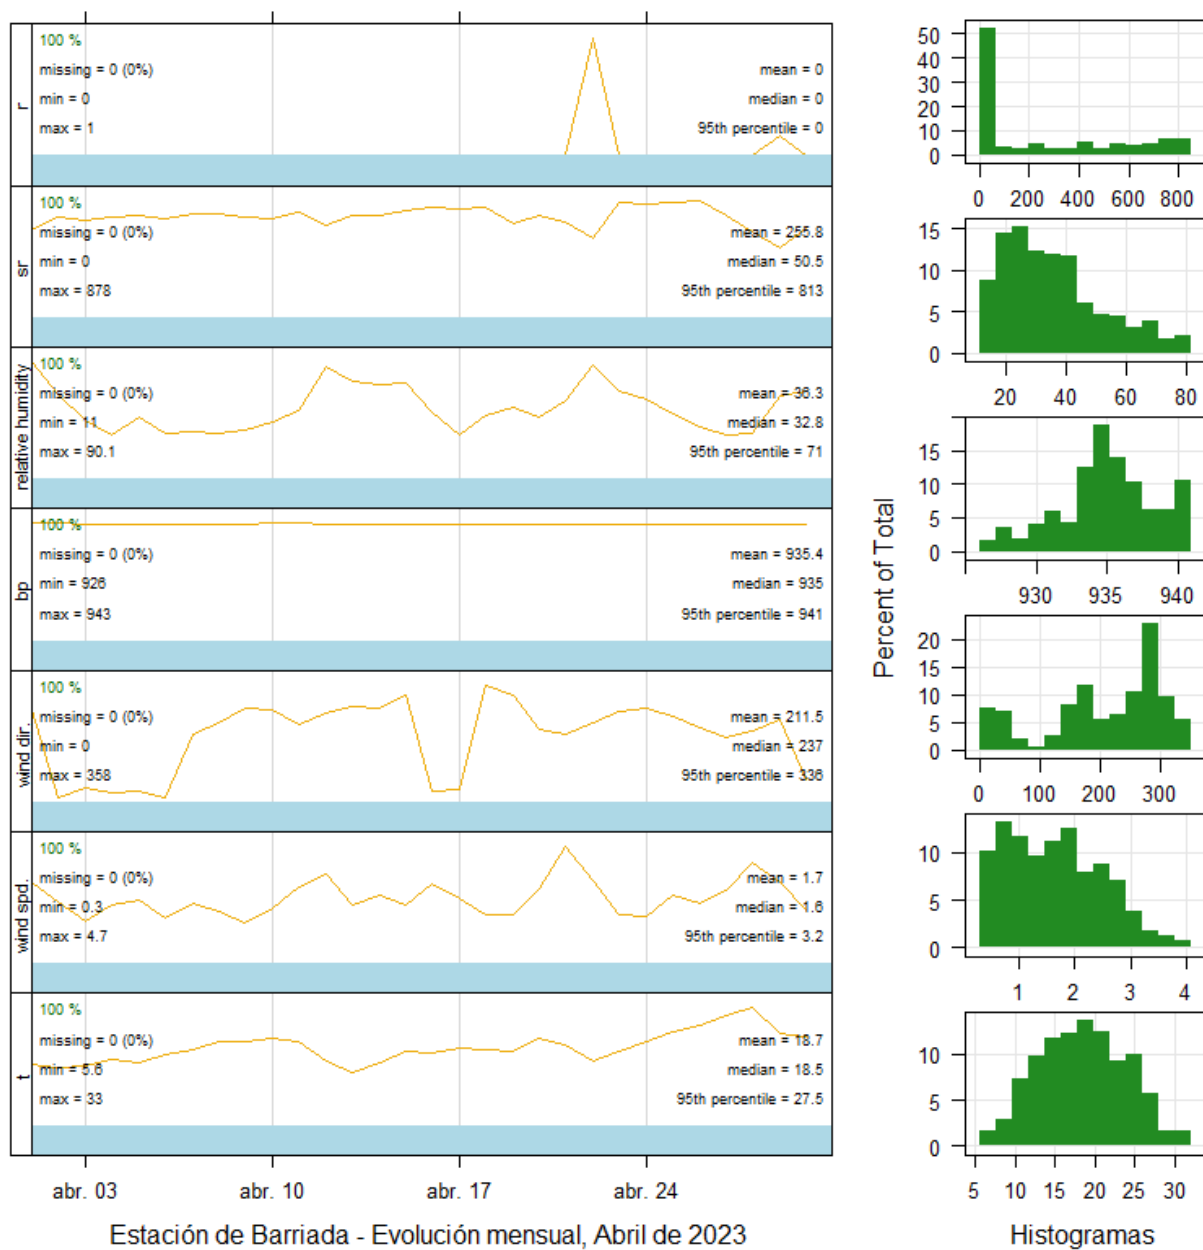 r
100 %
missing = 0 (0%)
min = 0
max = 1
mean = 0
median = 0
95th percentile = 0
sr
100 %
missing = 0 (0%)
min = 0
max = 878
mean = 255.8
median = 50.5
95th percentile = 813
relative humidity
100 %
missing = 0 (0%)
min = 11
max = 90.1
mean = 36.3
median = 32.8
95th percentile = 71
bp
100 %
missing = 0 (0%)
min = 926
max = 943
mean = 935.4
median = 935
95th percentile = 941
wind dir.
100 %
missing = 0 (0%)
min = 0
max = 358
mean = 211.5
median = 237
95th percentile = 336
wind spd.
100 %
missing = 0 (0%)
min = 0.3
max = 4.7
mean = 1.7
median = 1.6
95th percentile = 3.2
t
100 %
missing = 0 (0%)
min = 5.6
max = 33
mean = 18.7
median = 18.5
95th percentile = 27.5
abr. 03 abr. 10 abr. 17 abr. 24
Estación de Barriada - Evolución mensual, Abril de 2023
Percent of Total
50
40
30
20
10
0
0 200 400 600 800
15
10
5
0
20 40 60 80
15
10
5
0
930 935 940
20
15
10
5
0
0 100 200 300
10
5
0
1 2 3 4
10
5
0
5 10 15 20 25 30
Histogramas